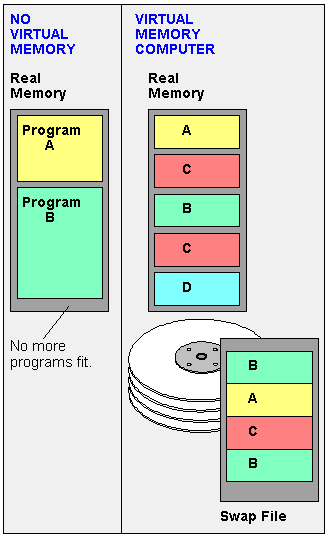 NO
VIRTUAL
MEMORY
Real
Memory
Program
A
Program
B
No more
programs fit.
VIRTUAL
MEMORY
COMPUTER
Real
Memory
A
C
B
C
D
B
A
C
B
Swap File